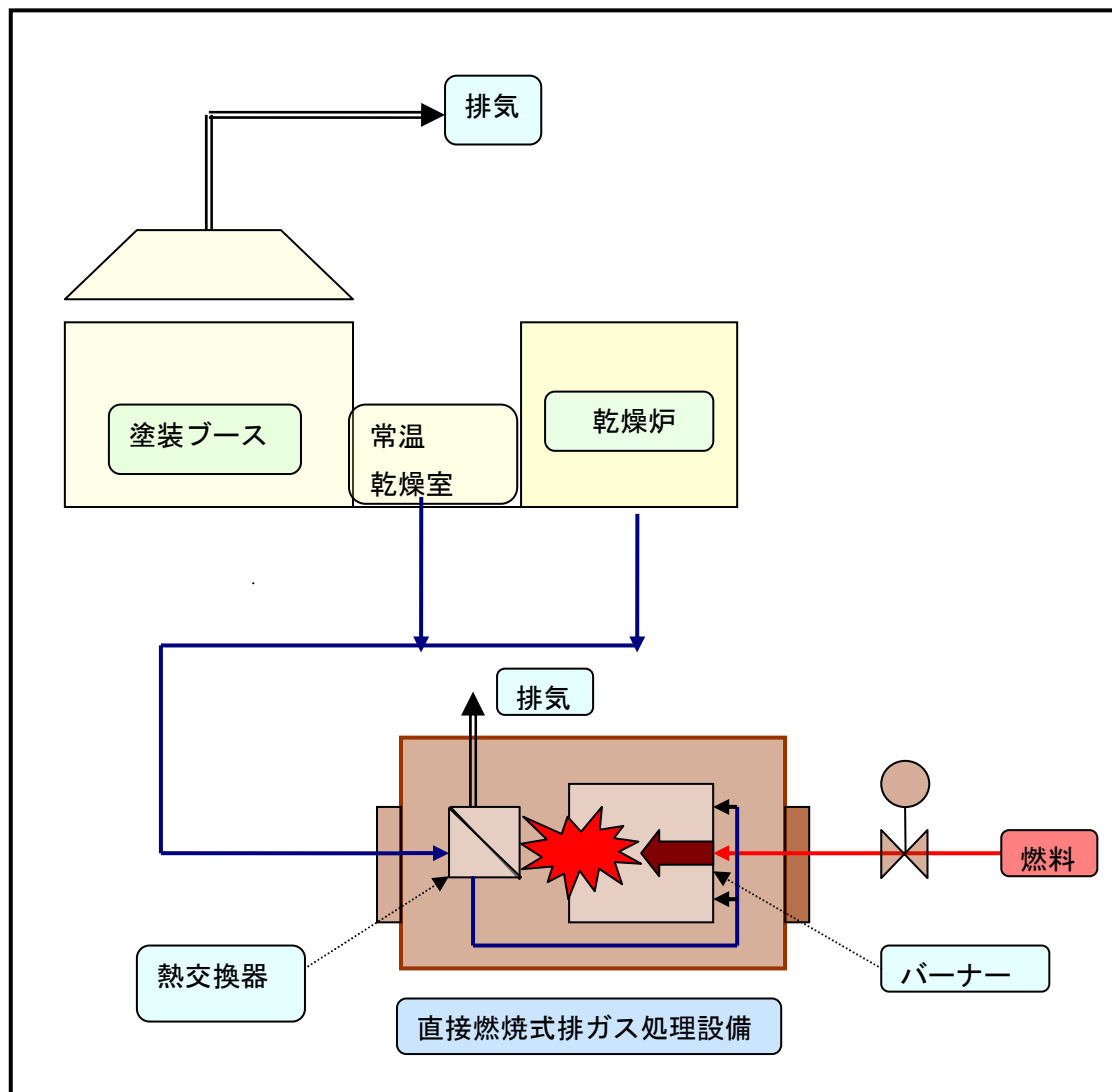 排気
塗装ブース
常温
乾燥室
乾燥炉
排気
燃料
熱交換器
バーナー
直接燃焼式排ガス処理設備